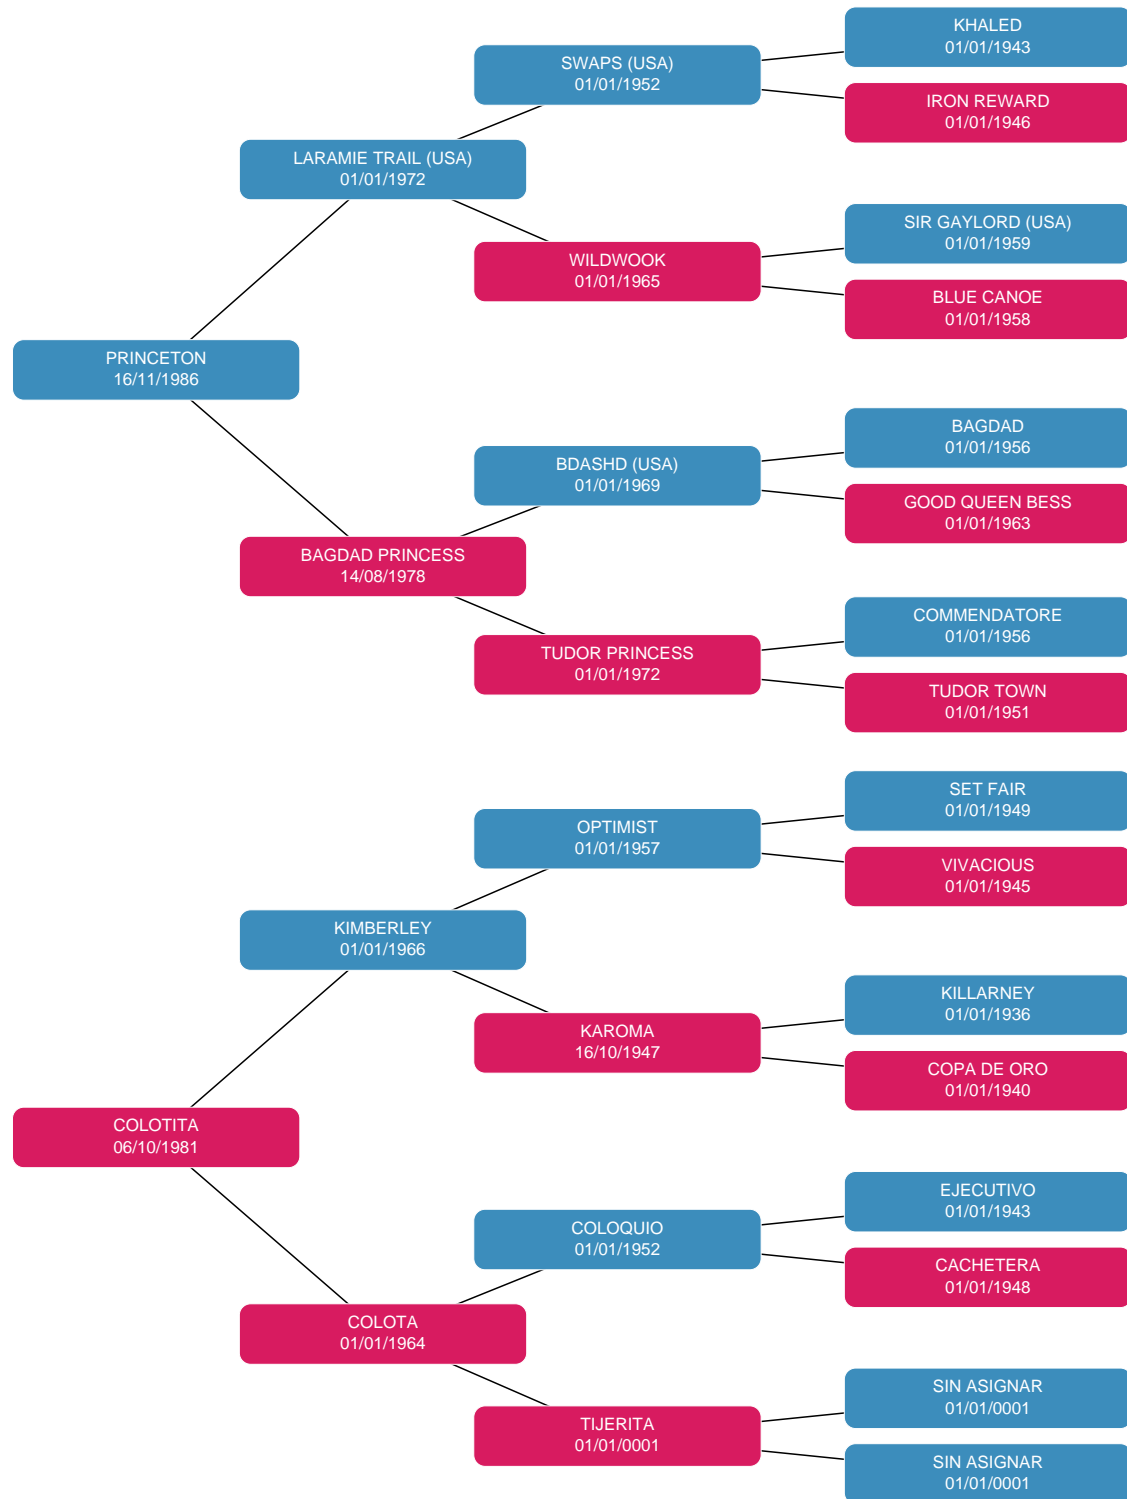 KHALED
01/01/1943
SWAPS (USA)
01/01/1952
IRON REWARD
01/01/1946
LARAMIE TRAIL (USA)
01/01/1972
SIR GAYLORD (USA)
01/01/1959
WILDWOOK
01/01/1965
BLUE CANOE
01/01/1958
PRINCETON
16/11/1986
BAGDAD
01/01/1956
BDASHD (USA)
01/01/1969
GOOD QUEEN BESS
01/01/1963
BAGDAD PRINCESS
14/08/1978
COMMENDATORE
01/01/1956
TUDOR PRINCESS
01/01/1972
TUDOR TOWN
01/01/1951
SET FAIR
01/01/1949
OPTIMIST
01/01/1957
VIVACIOUS
01/01/1945
KIMBERLEY
01/01/1966
KILLARNEY
01/01/1936
KAROMA
16/10/1947
COPA DE ORO
01/01/1940
COLOTITA
06/10/1981
EJECUTIVO
01/01/1943
COLOQUIO
01/01/1952
CACHETERA
01/01/1948
COLOTA
01/01/1964
SIN ASIGNAR
01/01/0001
TIJERITA
01/01/0001
SIN ASIGNAR
01/01/0001